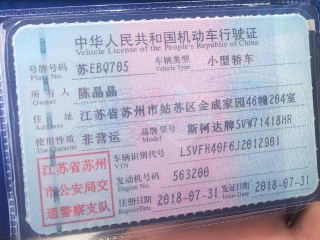 中华人民共和国机动车行驶证
Vehicle License of the People's Republic of China
号牌号码 苏EBQ705 车辆类型 小型轿车
Plate No. Vehicle Type
所有人 陈晶晶
Owner
住址 江苏省苏州市姑苏区金成家园46幢204室
Address
使用性质 非营运 品牌型号 斯柯达牌SVW71418HR
Use Character Model
车辆识别代号 LSVFH40F6J2012981
VIN
发动机号码 563200
Engine No.
注册日期 2018-07-31 发证日期 2018-07-31
Register Date Issue Date
江苏省苏州
市公安局交
通警察支队